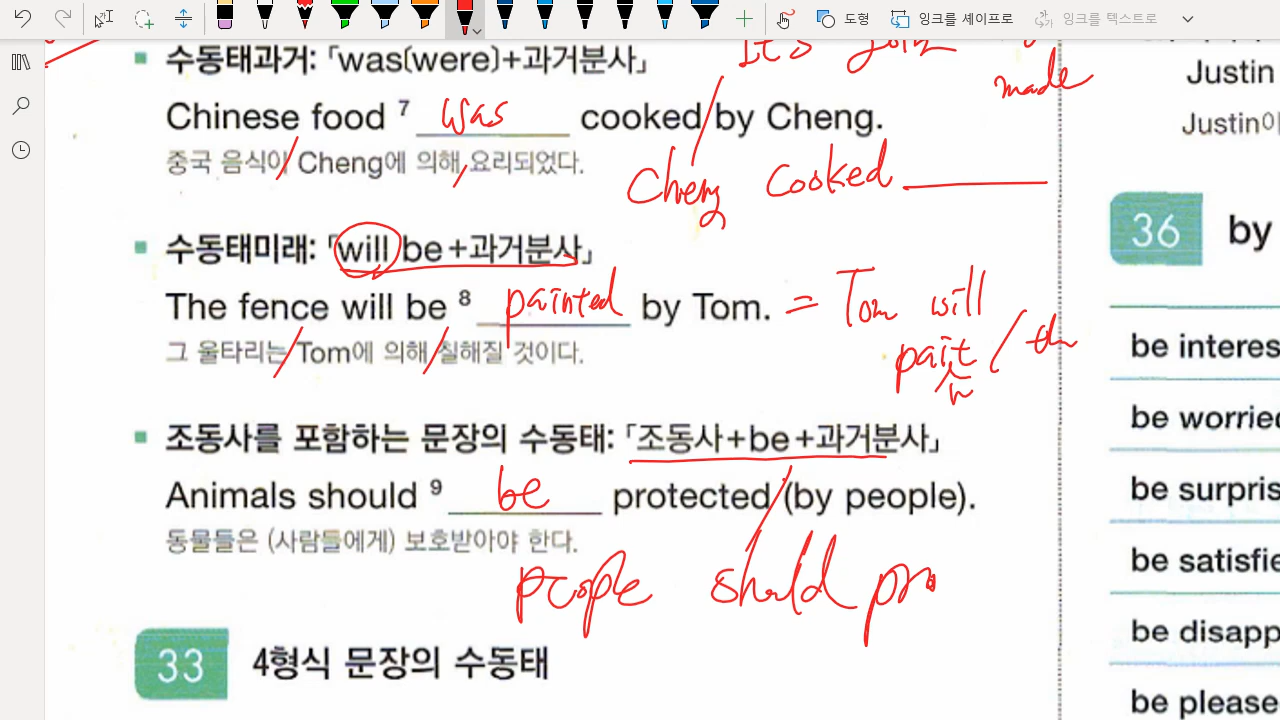 도형
잉크를 셰이프로
잉크를 텍스트로
수동태과거: 「was(were)+과거분사」
It's
made
Chinese food 7 was cooked by Cheng.
중국 음식이 Cheng에 의해 요리되었다.
Cheng cooked
수동태미래: 「will be+과거분사」
The fence will be 8 painted by Tom. = Tom will
그 울타리는 Tom에 의해 칠해질 것이다.
조동사를 포함하는 문장의 수동태: 「조동사+be+과거분사」
Animals should 9 be protected (by people).
동물들은 (사람들에게) 보호받아야 한다.
people should pro
33 4형식 문장의 수동태
Justin
Justin이
36 by
be interes
be worried
be surpris
be satisfie
be disapp
be please